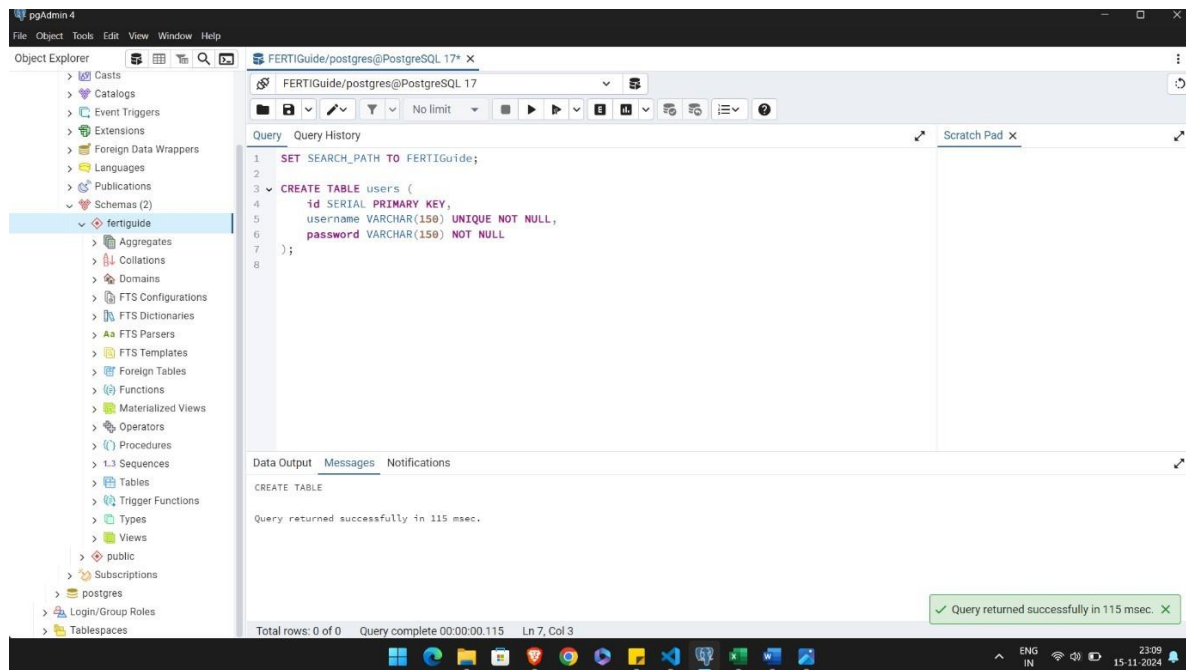 pgAdmin 4
File Object Tools Edit View Window Help
Object Explorer
FERTIGuide/postgres@PostgreSQL 17*
Casts
Catalogs
Event Triggers
Extensions
Foreign Data Wrappers
Languages
Publications
Schemas (2)
fertiguide
Aggregates
Collations
Domains
FTS Configurations
FTS Dictionaries
Aa FTS Parsers
FTS Templates
Foreign Tables
Functions
Materialized Views
Operators
Procedures
1..3 Sequences
Tables
Trigger Functions
Types
Views
public
Subscriptions
postgres
Login/Group Roles
Tablespaces
FERTIGuide/postgres@PostgreSQL 17
No limit
Query Query History
Scratch Pad
1 SET SEARCH_PATH TO FERTIGuide;
2
3 CREATE TABLE users (
4 id SERIAL PRIMARY KEY,
5 username VARCHAR(150) UNIQUE NOT NULL,
6 password VARCHAR(150) NOT NULL
7 );
8
Data Output Messages Notifications
CREATE TABLE
Query returned successfully in 115 msec.
Query returned successfully in 115 msec.
Total rows: 0 of 0 Query complete 00:00:00.115 Ln 7, Col 3
ENG
IN
23:09
15-11-2024